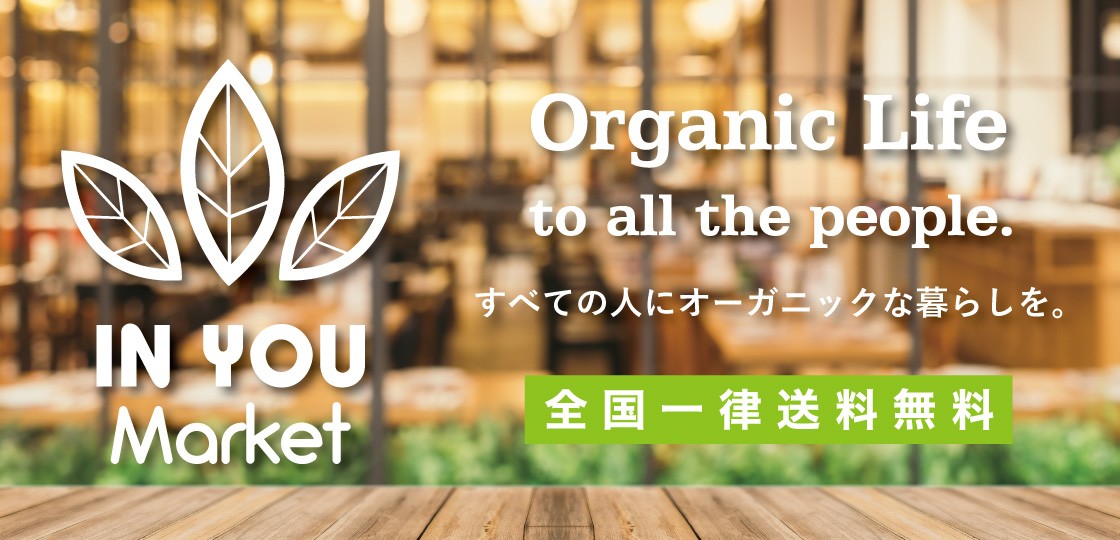 IN YOU
Market
Organic Life
to all the people.
すべての人にオーガニックな暮らしを。
全国一律送料無料